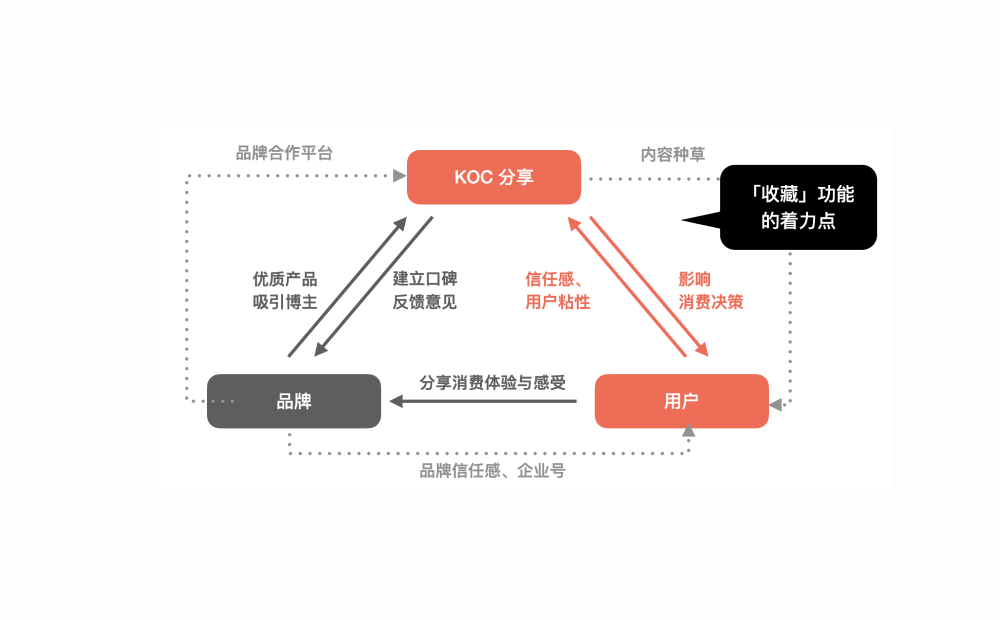 品牌合作平台
内容种草
KOC 分享
「收藏」功能
的着力点
优质产品
吸引博主
建立口碑
反馈意见
信任感、
用户粘性
影响
消费决策
分享消费体验与感受
品牌
用户
品牌信任感、企业号